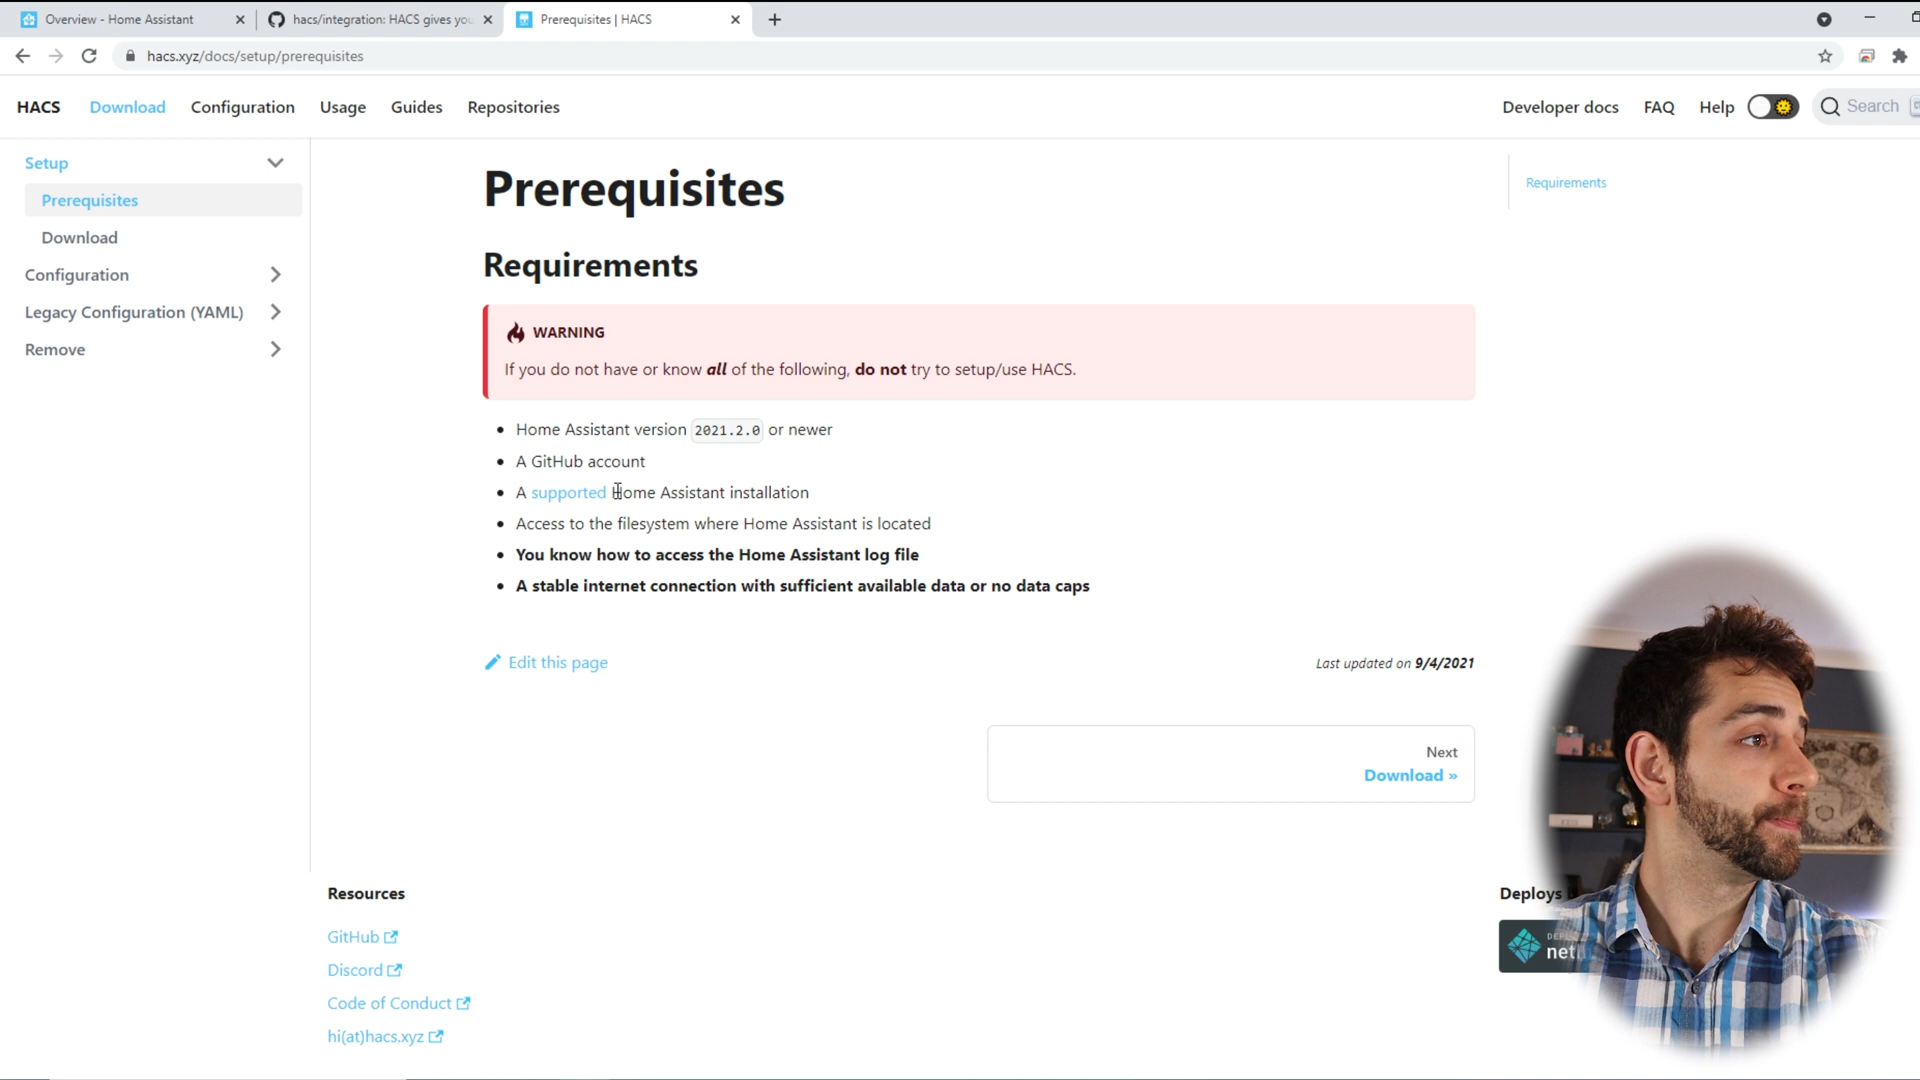 Overview - Home Assistant
hacs/integration: HACS gives you
Prerequisites | HACS
hacs.xyz/docs/setup/prerequisites
HACS Download Configuration Usage Guides Repositories
Developer docs FAQ Help Search
Setup
Prerequisites
Download
Configuration
Legacy Configuration (YAML)
Remove
Prerequisites
Requirements
WARNING
If you do not have or know all of the following, do not try to setup/use HACS.
Home Assistant version 2021.2.0 or newer
A GitHub account
A supported Home Assistant installation
Access to the filesystem where Home Assistant is located
You know how to access the Home Assistant log file
A stable internet connection with sufficient available data or no data caps
Edit this page
Last updated on 9/4/2021
Next
Download »
Requirements
Resources
GitHub
Discord
Code of Conduct
hi(at)hacs.xyz
Deploys
net